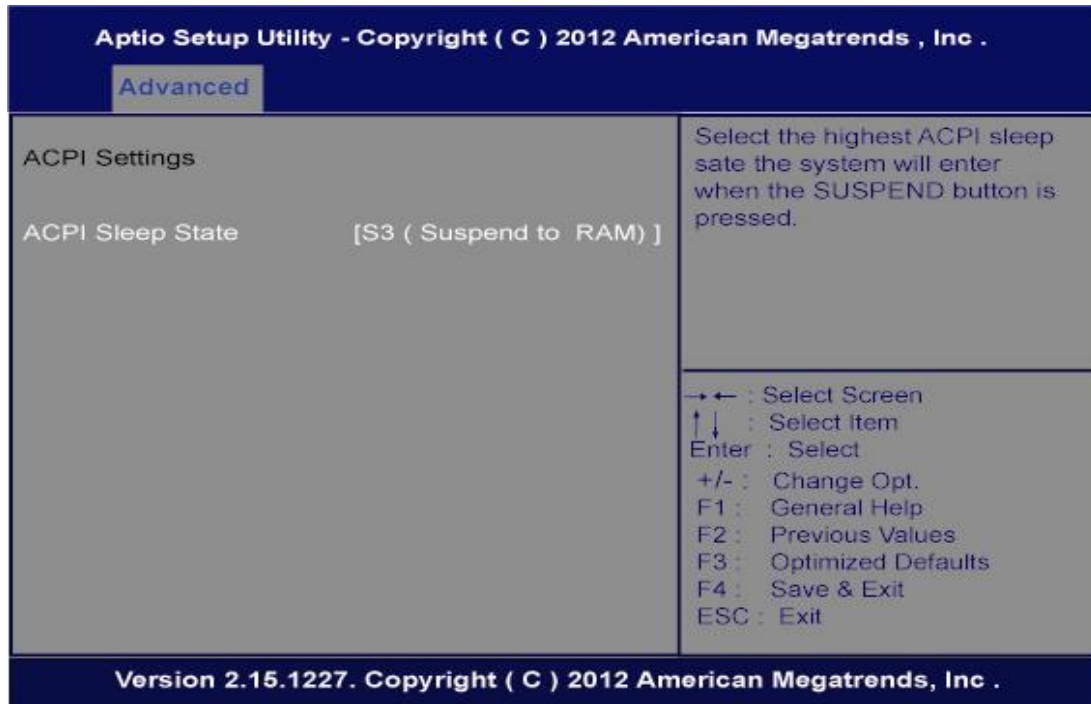 Aptio Setup Utility - Copyright ( C ) 2012 American Megatrends , Inc .
Advanced
ACPI Settings
ACPI Sleep State [S3 ( Suspend to RAM) ]
Select the highest ACPI sleep
sate the system will enter
when the SUSPEND button is
pressed.
→ ← : Select Screen
↑↓ : Select Item
Enter : Select
+/- : Change Opt.
F1 : General Help
F2 : Previous Values
F3 : Optimized Defaults
F4 : Save & Exit
ESC : Exit
Version 2.15.1227. Copyright ( C ) 2012 American Megatrends, Inc .